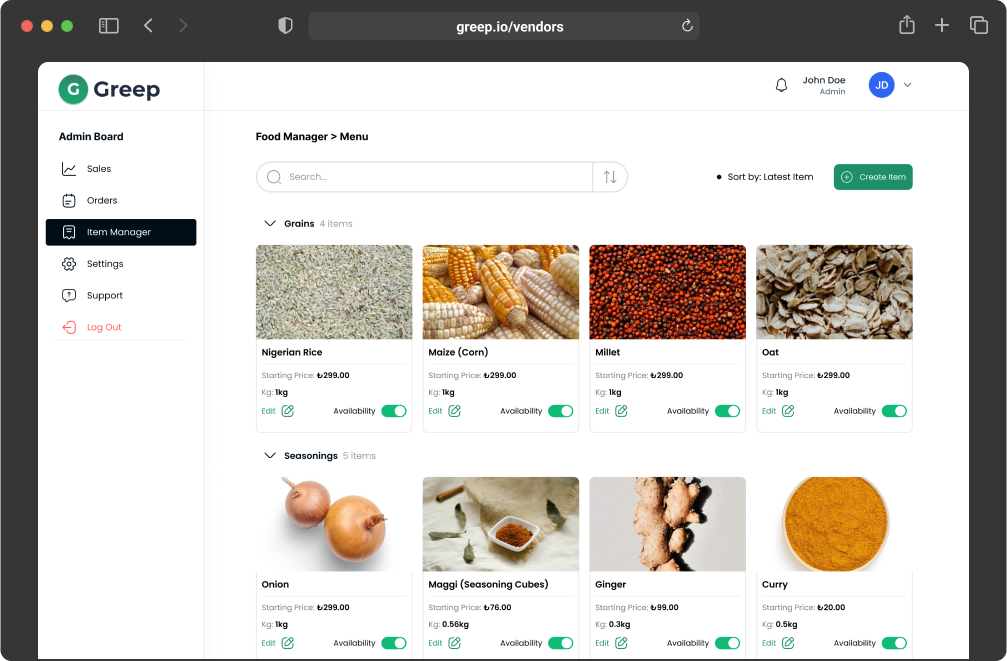 greep.io/vendors
G Greep
John Doe
Admin
JD
Admin Board
Sales
Orders
Item Manager
Settings
Support
Log Out
Food Manager > Menu
Search...
Sort by: Latest Item
Create Item
Grains 4 items
Nigerian Rice
Starting Price: ₺299.00
Kg: 1kg
Edit Availability
Maize (Corn)
Starting Price: ₺299.00
Kg: 1kg
Edit Availability
Millet
Starting Price: ₺299.00
Kg: 1kg
Edit Availability
Oat
Starting Price: ₺299.00
Kg: 1kg
Edit Availability
Seasonings 5 items
Onion
Starting Price: ₺299.00
Kg: 1kg
Edit Availability
Maggi (Seasoning Cubes)
Starting Price: ₺76.00
Kg: 0.56kg
Edit Availability
Ginger
Starting Price: ₺99.00
Kg: 0.3kg
Edit Availability
Curry
Starting Price: ₺20.00
Kg: 0.5kg
Edit Availability